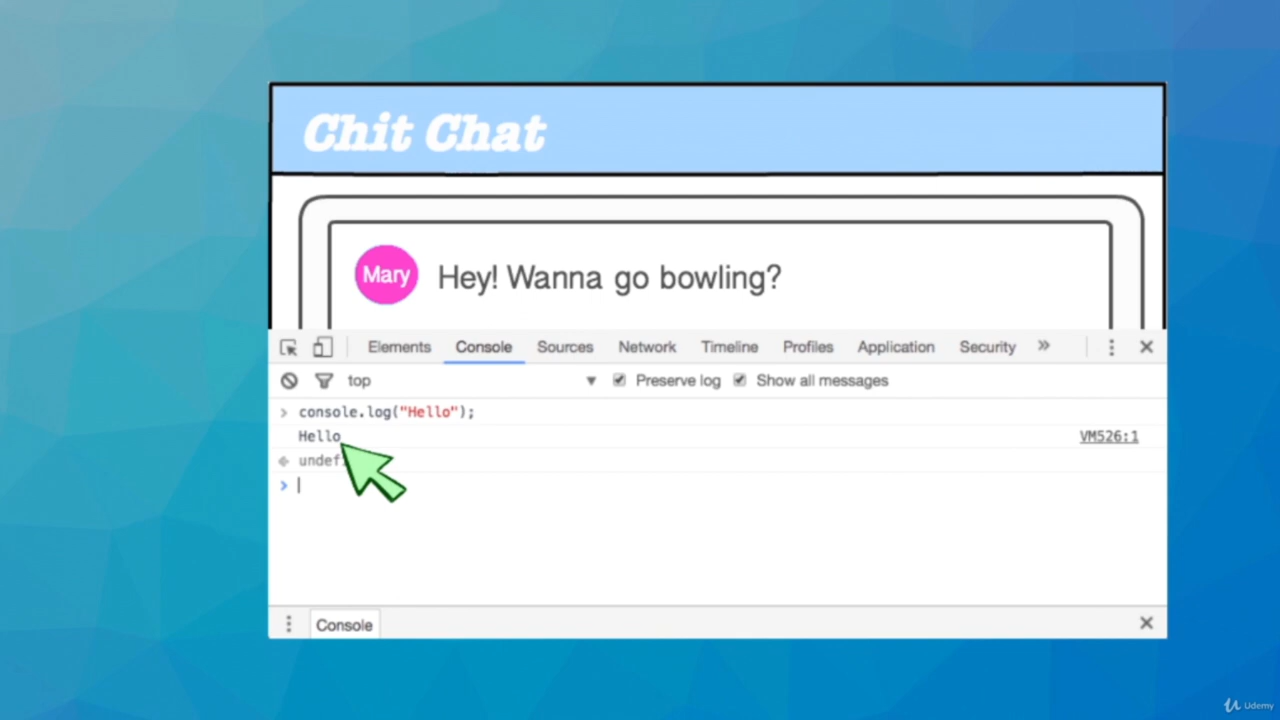 Chit Chat
Mary Hey! Wanna go bowling?
Elements Console Sources Network Timeline Profiles Application Security »
top Preserve log Show all messages
> console.log("Hello");
Hello VM526:1
>
Console
Udemy